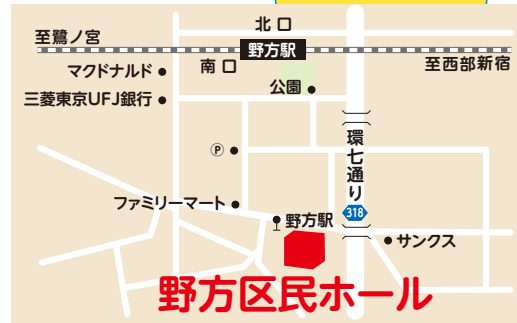 北口
至鷺ノ宮
野方駅
至西部新宿
南口
マクドナルド
公園
三菱東京UFJ銀行
環七通り
P
318
ファミリーマート
野方駅
サンクス
野方区民ホール